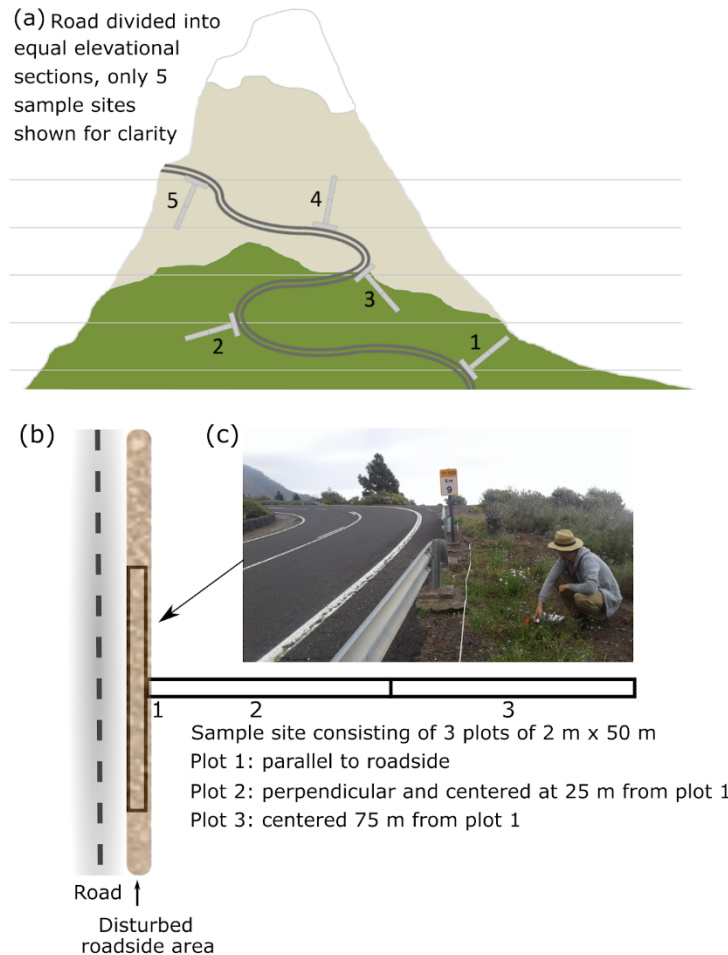 (a) Road divided into
equal elevational
sections, only 5
sample sites
shown for clarity
5
4
3
2
1
(b)
(c)
Km
9
1
2
3
Sample site consisting of 3 plots of 2 m x 50 m
Plot 1: parallel to roadside
Plot 2: perpendicular and centered at 25 m from plot 1
Plot 3: centered 75 m from plot 1
Road
Disturbed
roadside area